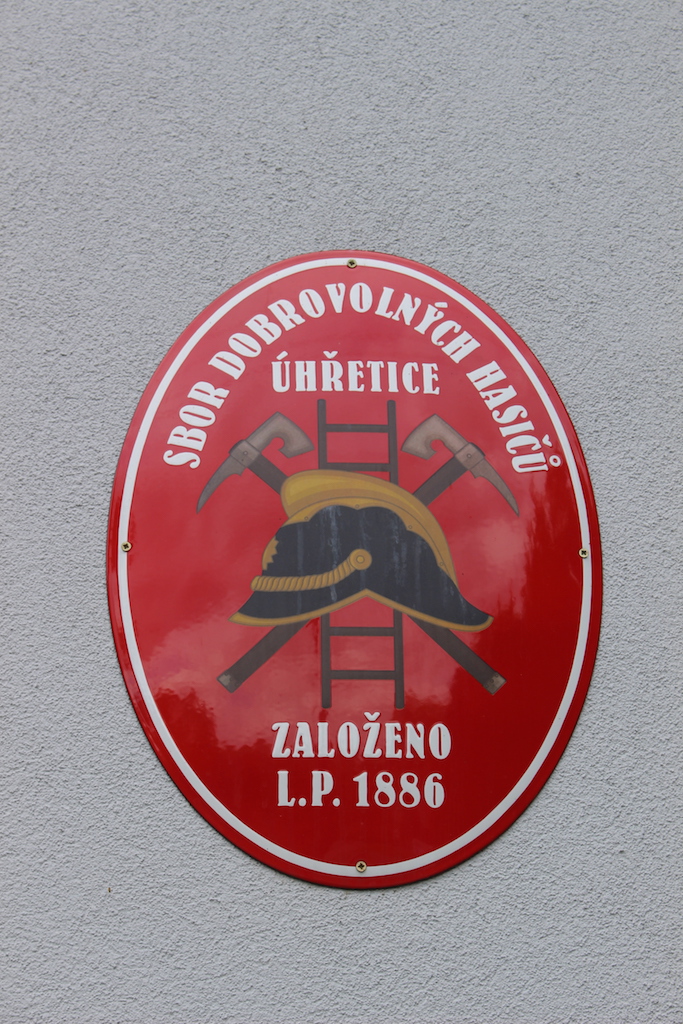 SBOR DOBROVOLNÝCH HASIČŮ
ÚHŘETICE
ZALOŽENO
L.P. 1886